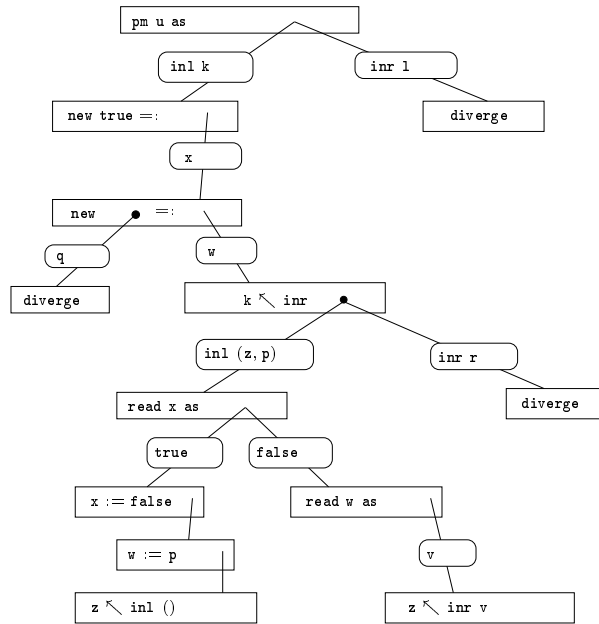 pm u as
inl k
inr l
new true =:
diverge
x
new ● =:
q
w
diverge
k ↖ inr ●
inl (z, p)
inr r
read x as
diverge
true
false
x := false
read w as
w := p
v
z ↖ inl ()
z ↖ inr v